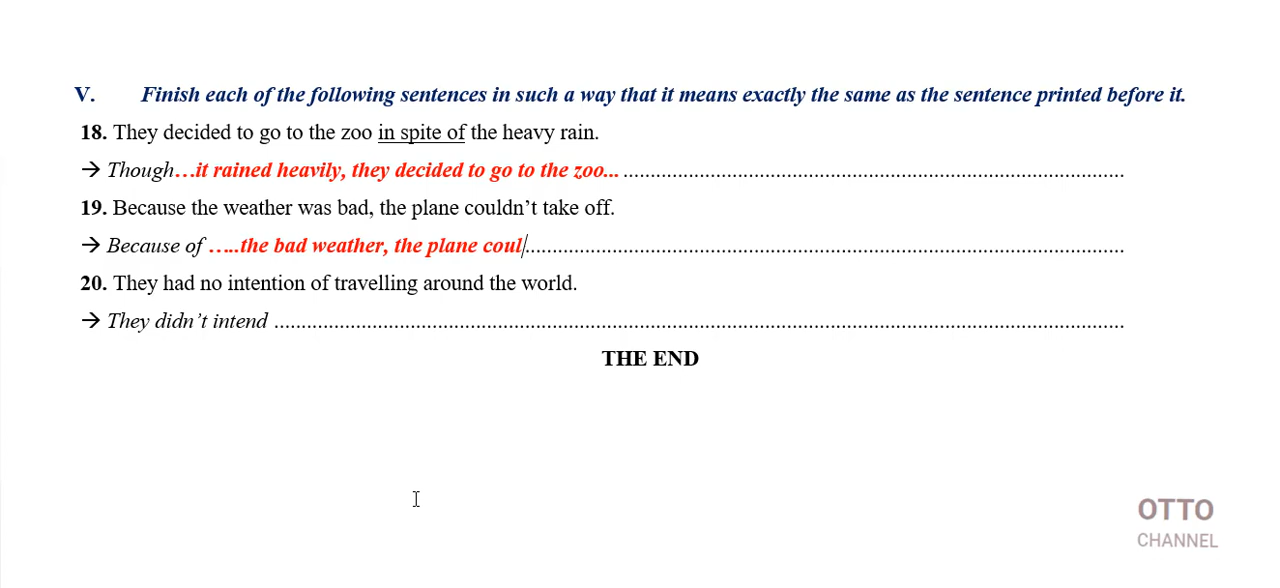 V. Finish each of the following sentences in such a way that it means exactly the same as the sentence printed before it.
18. They decided to go to the zoo in spite of the heavy rain.
→ Though…it rained heavily, they decided to go to the zoo... ............................................................................................
19. Because the weather was bad, the plane couldn’t take off.
→ Because of …..the bad weather, the plane coul..............................................................................................................
20. They had no intention of travelling around the world.
→ They didn’t intend ..........................................................................................................................................................
THE END
OTTO
CHANNEL